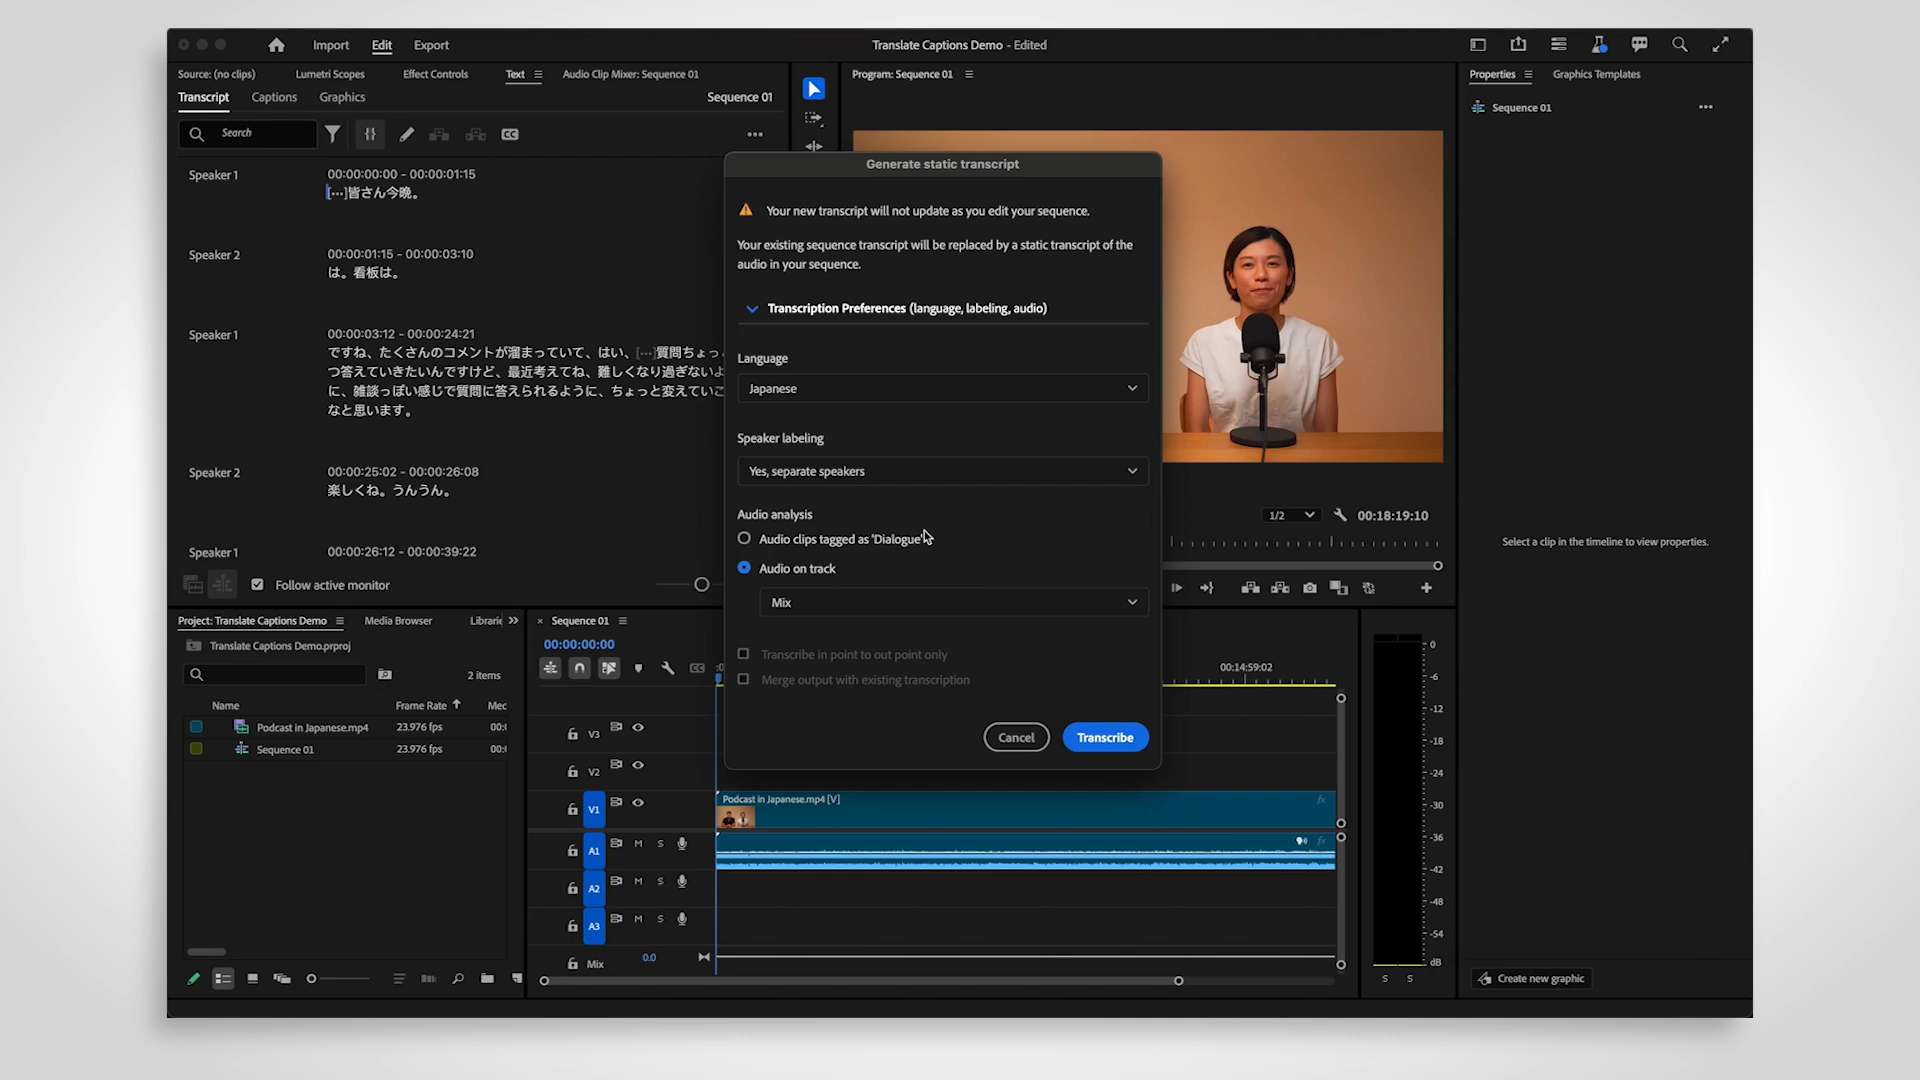 Import Edit Export
Translate Captions Demo - Edited
Source: (no clips) Lumetri Scopes Effect Controls Text Audio Clip Mixer: Sequence 01
Transcript Captions Graphics Sequence 01
Search
Speaker 1 00:00:00:00 - 00:00:01:15
[...]皆さん今晩。
Speaker 2 00:00:01:15 - 00:00:03:10
は。看板は。
Speaker 1 00:00:03:12 - 00:00:24:21
ですね、たくさんのコメントが溜まっていて、はい、[...]質問ちょっ
つ答えていきたいんですけど、最近考えてね、難しくなり過ぎない
に、雑談っぽい感じで質問に答えられるように、ちょっと変えていこ
なと思います。
Speaker 2 00:00:25:02 - 00:00:26:08
楽しくね。うんうん。
Speaker 1 00:00:26:12 - 00:00:39:22
Follow active monitor
Generate static transcript
Your new transcript will not update as you edit your sequence.
Your existing sequence transcript will be replaced by a static transcript of the
audio in your sequence.
Transcription Preferences (language, labeling, audio)
Language
Japanese
Speaker labeling
Yes, separate speakers
Audio analysis
Audio clips tagged as 'Dialogue'
Audio on track
Mix
Transcribe in point to out point only
Merge output with existing transcription
Cancel Transcribe
Program: Sequence 01
1/2 00:18:19:10
Properties Graphics Templates
Sequence 01
Select a clip in the timeline to view properties.
Create new graphic
Project: Translate Captions Demo Media Browser Librarie
Translate Captions Demo.prproj
2 items
Name Frame Rate Mec
Podcast in Japanese.mp4 23.976 fps 00:
Sequence 01 23.976 fps 00:
Sequence 01
00:00:00:00
CC
00:14:59:02
V3
V2
V1
Podcast in Japanese.mp4 [V] fx
A1 M S fx
A2 M S
A3 M S
Mix 0.0
0
-6
-12
-18
-24
-30
-36
-42
-48
-54
dB
S S